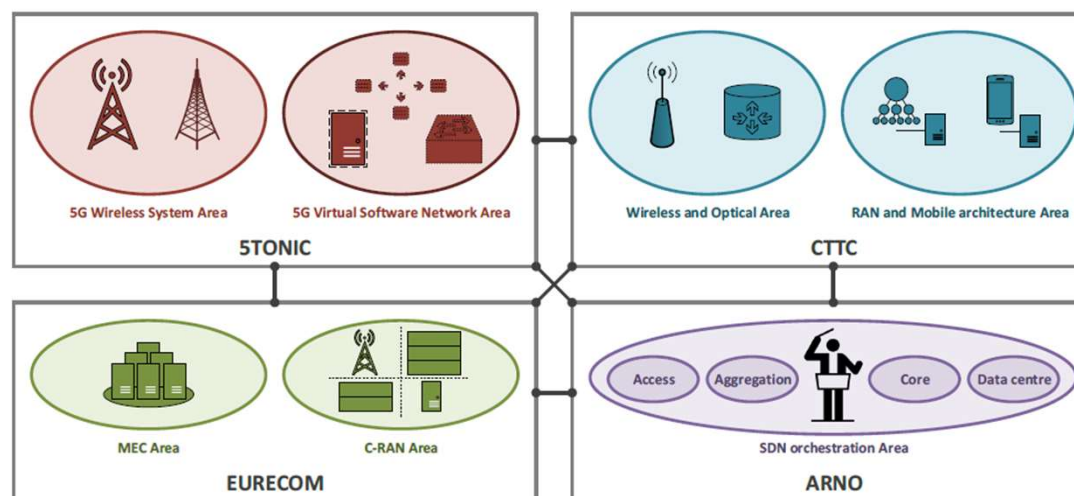 5G Wireless System Area
5G Virtual Software Network Area
5TONIC
Wireless and Optical Area
RAN and Mobile architecture Area
CTTC
MEC Area
C-RAN Area
EURECOM
Access
Aggregation
Core
Data centre
SDN orchestration Area
ARNO